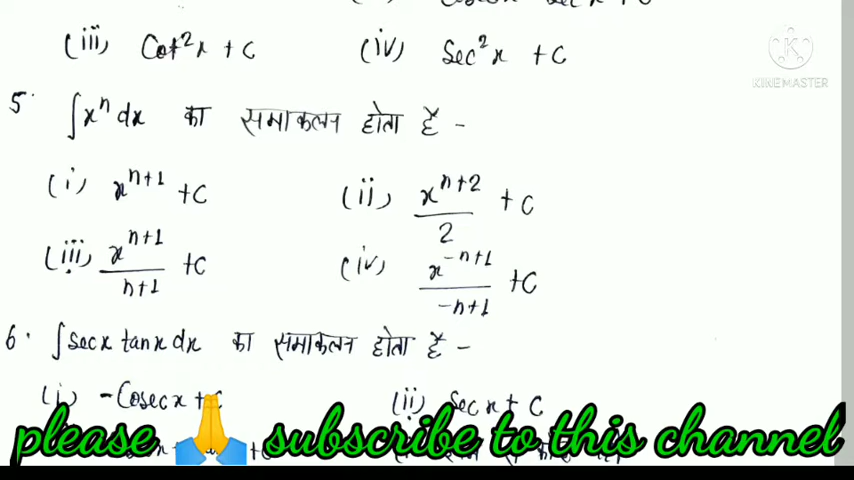 (iii) Cot²x + C (iv) Sec²x + C
KINEMASTER
5. ∫xⁿ dx का समाकलन होता है -
(i) xⁿ⁺¹ + C (ii) xⁿ⁺²/2 + C
(iii) xⁿ⁺¹/n+1 + C (iv) x⁻ⁿ⁺¹/-n+1 + C
6. ∫Secx tanx dx का समाकलन होता है -
(i) -Cosecx + C (ii) Secx + C
please 🙏 subscribe to this channel